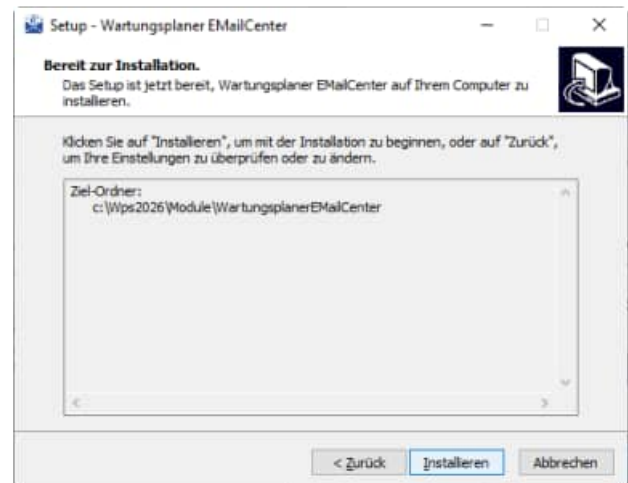 Setup - Wartungsplaner EMailCenter
Bereit zur Installation.
Das Setup ist jetzt bereit, Wartungsplaner EMailCenter auf Ihrem Computer zu
installieren.
Klicken Sie auf "Installieren", um mit der Installation zu beginnen, oder auf "Zurück",
um Ihre Einstellungen zu überprüfen oder zu ändern.
Ziel-Ordner:
c:\Wps2026\Module\WartungsplanerEMailCenter
< Zurück
Installieren
Abbrechen